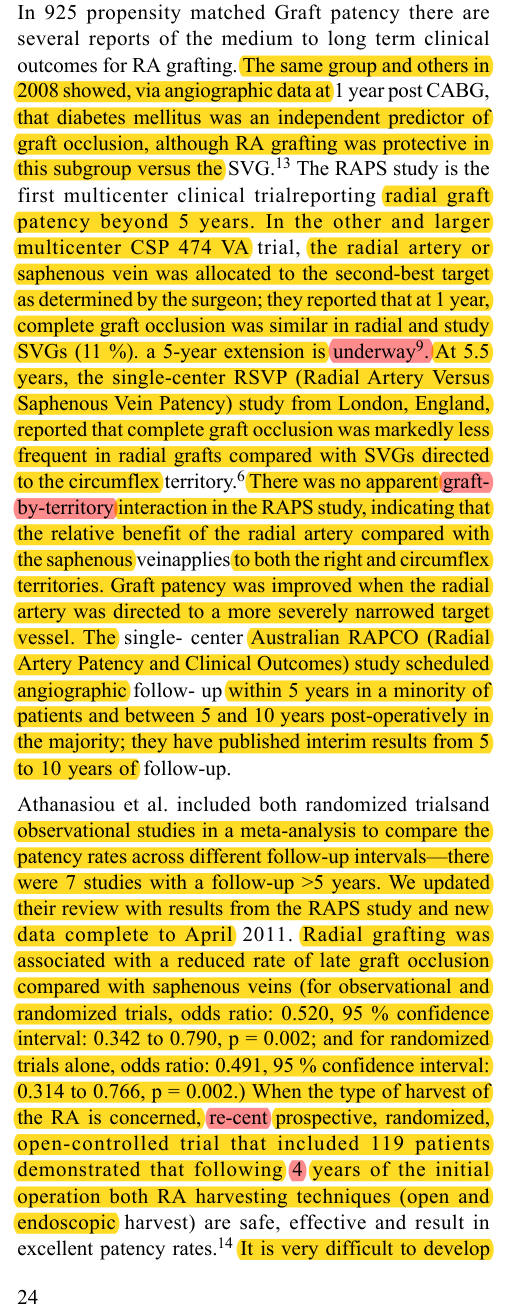 In 925 propensity matched Graft patency there are
several reports of the medium to long term clinical
outcomes for RA grafting. The same group and others in
2008 showed, via angiographic data at 1 year post CABG,
that diabetes mellitus was an independent predictor of
graft occlusion, although RA grafting was protective in
this subgroup versus the SVG.13 The RAPS study is the
first multicenter clinical trialreporting radial graft
patency beyond 5 years. In the other and larger
multicenter CSP 474 VA trial, the radial artery or
saphenous vein was allocated to the second-best target
as determined by the surgeon; they reported that at 1 year,
complete graft occlusion was similar in radial and study
SVGs (11 %). a 5-year extension is underway9. At 5.5
years, the single-center RSVP (Radial Artery Versus
Saphenous Vein Patency) study from London, England,
reported that complete graft occlusion was markedly less
frequent in radial grafts compared with SVGs directed
to the circumflex territory.6 There was no apparent graft-
by-territory interaction in the RAPS study, indicating that
the relative benefit of the radial artery compared with
the saphenous veinapplies to both the right and circumflex
territories. Graft patency was improved when the radial
artery was directed to a more severely narrowed target
vessel. The single- center Australian RAPCO (Radial
Artery Patency and Clinical Outcomes) study scheduled
angiographic follow- up within 5 years in a minority of
patients and between 5 and 10 years post-operatively in
the majority; they have published interim results from 5
to 10 years of follow-up.
Athanasiou et al. included both randomized trialsand
observational studies in a meta-analysis to compare the
patency rates across different follow-up intervals—there
were 7 studies with a follow-up >5 years. We updated
their review with results from the RAPS study and new
data complete to April 2011. Radial grafting was
associated with a reduced rate of late graft occlusion
compared with saphenous veins (for observational and
randomized trials, odds ratio: 0.520, 95 % confidence
interval: 0.342 to 0.790, p = 0.002; and for randomized
trials alone, odds ratio: 0.491, 95 % confidence interval:
0.314 to 0.766, p = 0.002.) When the type of harvest of
the RA is concerned, re-cent prospective, randomized,
open-controlled trial that included 119 patients
demonstrated that following 4 years of the initial
operation both RA harvesting techniques (open and
endoscopic harvest) are safe, effective and result in
excellent patency rates.14 It is very difficult to develop
24